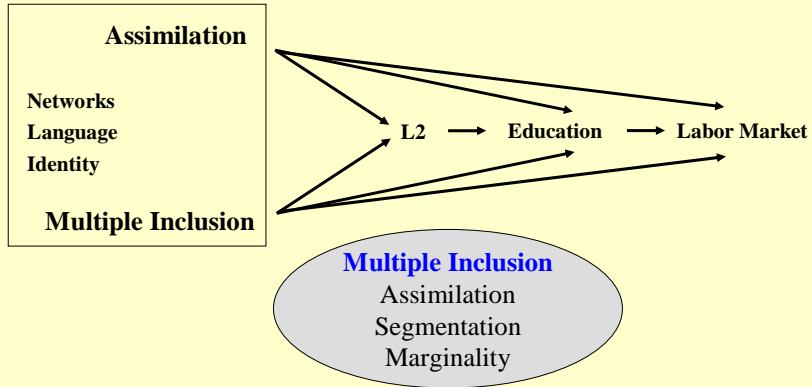 Assimilation
Networks
Language
Identity
Multiple Inclusion
L2
Education
Labor Market
Multiple Inclusion
Assimilation
Segmentation
Marginality